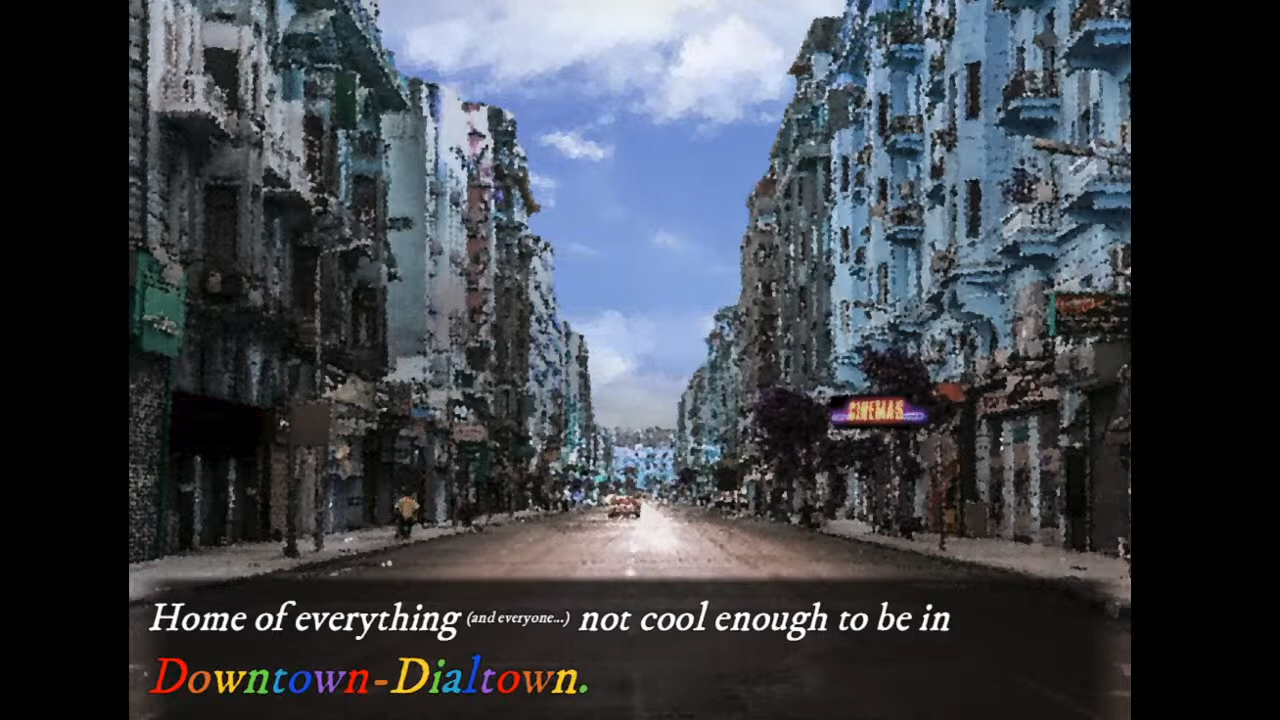 CINEMAS
Home of everything (and everyone...) not cool enough to be in
Downtown-Dialtown.